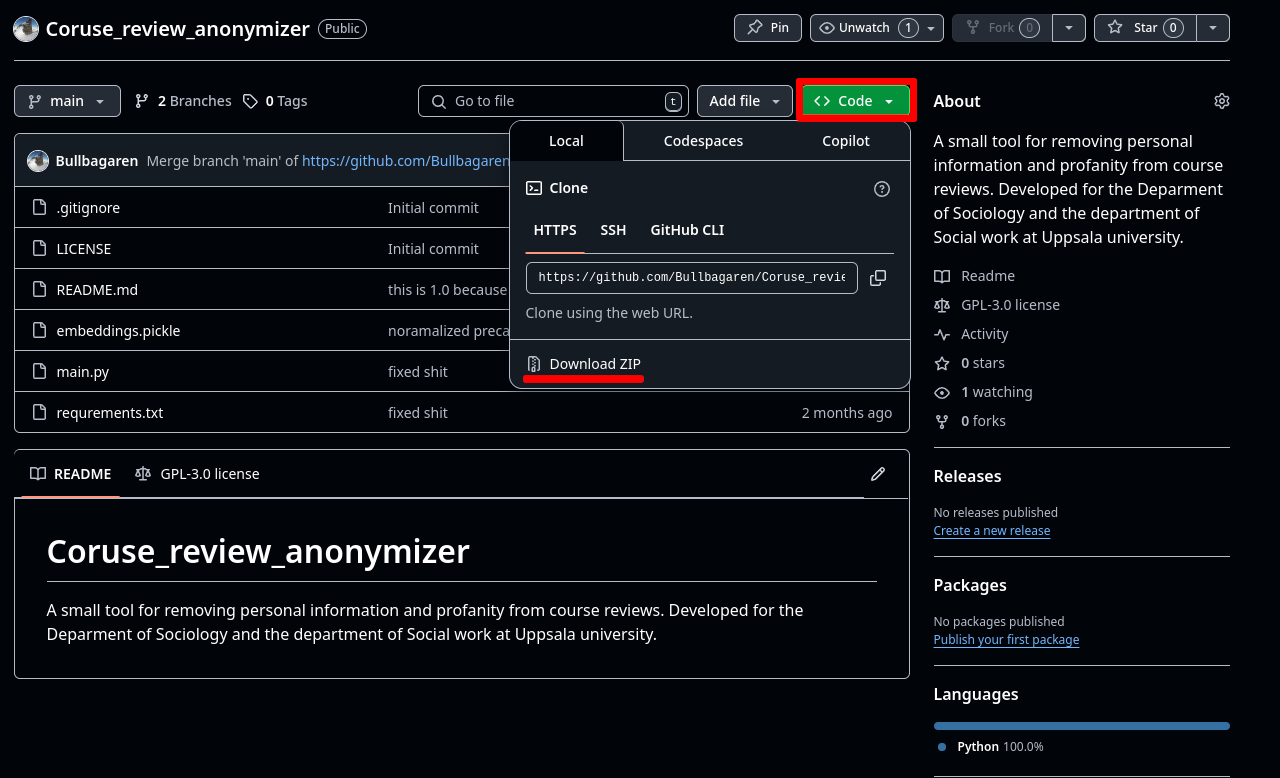 Coruse_review_anonymizer Public
Pin
Unwatch 1
Fork 0
Star 0
main
2 Branches
0 Tags
Go to file t
Add file
Code
Bullbagaren Merge branch 'main' of https://github.com/Bullbagaren
.gitignore Initial commit
LICENSE Initial commit
README.md this is 1.0 because
embeddings.pickle noramalized preca
main.py fixed shit
requrements.txt fixed shit 2 months ago
Local Codespaces Copilot
Clone
HTTPS SSH GitHub CLI
https://github.com/Bullbagaren/Coruse_revie
Clone using the web URL.
Download ZIP
README GPL-3.0 license
Coruse_review_anonymizer
A small tool for removing personal information and profanity from course reviews. Developed for the
Deparment of Sociology and the department of Social work at Uppsala university.
About
A small tool for removing personal
information and profanity from course
reviews. Developed for the Deparment
of Sociology and the department of
Social work at Uppsala university.
Readme
GPL-3.0 license
Activity
0 stars
1 watching
0 forks
Releases
No releases published
Create a new release
Packages
No packages published
Publish your first package
Languages
Python 100.0%